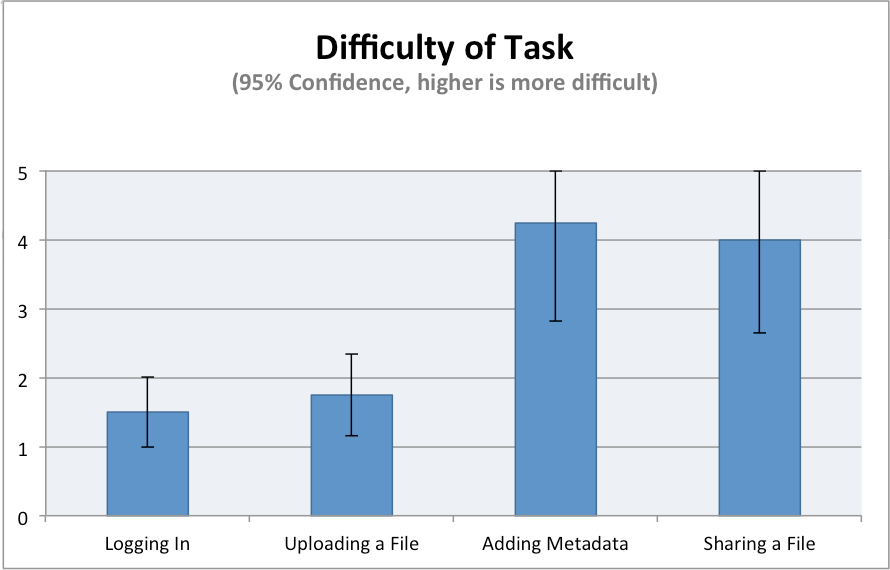 Difficulty of Task
(95% Confidence, higher is more difficult)
5
4
3
2
1
0
Logging In
Uploading a File
Adding Metadata
Sharing a File